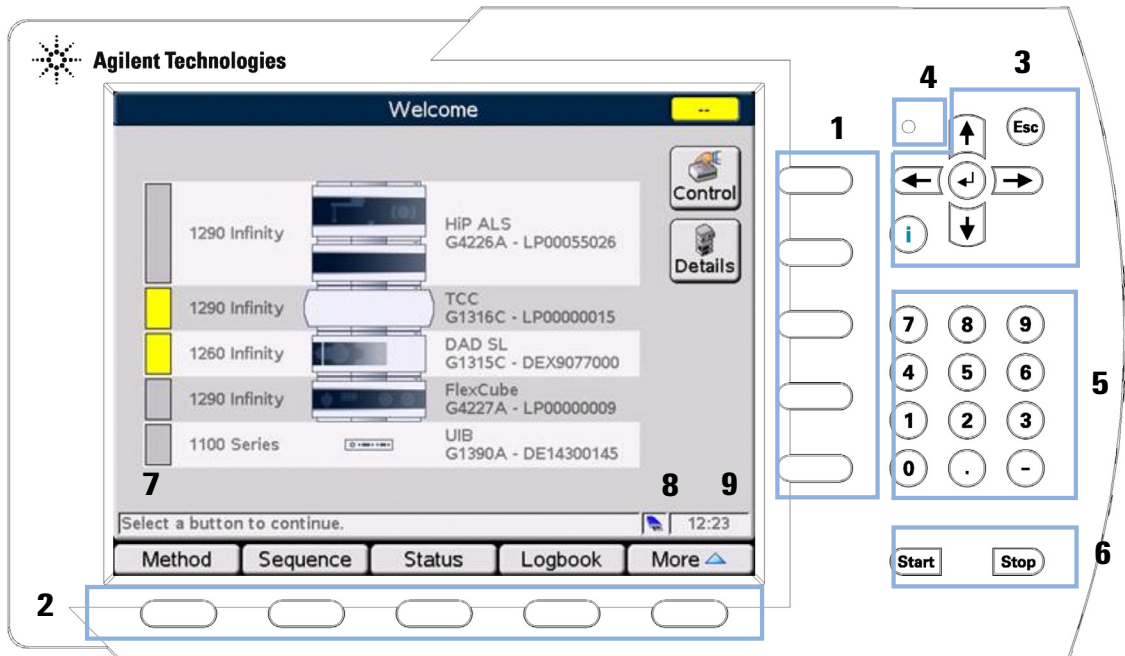 Agilent Technologies
Welcome
--
Control
Details
1290 Infinity
HiP ALS
G4226A - LP00055026
1290 Infinity
TCC
G1316C - LP00000015
1260 Infinity
DAD SL
G1315C - DEX9077000
1290 Infinity
FlexCube
G4227A - LP00000009
1100 Series
UIB
G1390A - DE14300145
7
8
9
Select a button to continue.
12:23
Method
Sequence
Status
Logbook
More
2
1
4
3
Esc
i
7 8 9
4 5 6
1 2 3
0 . -
5
Start
Stop
6